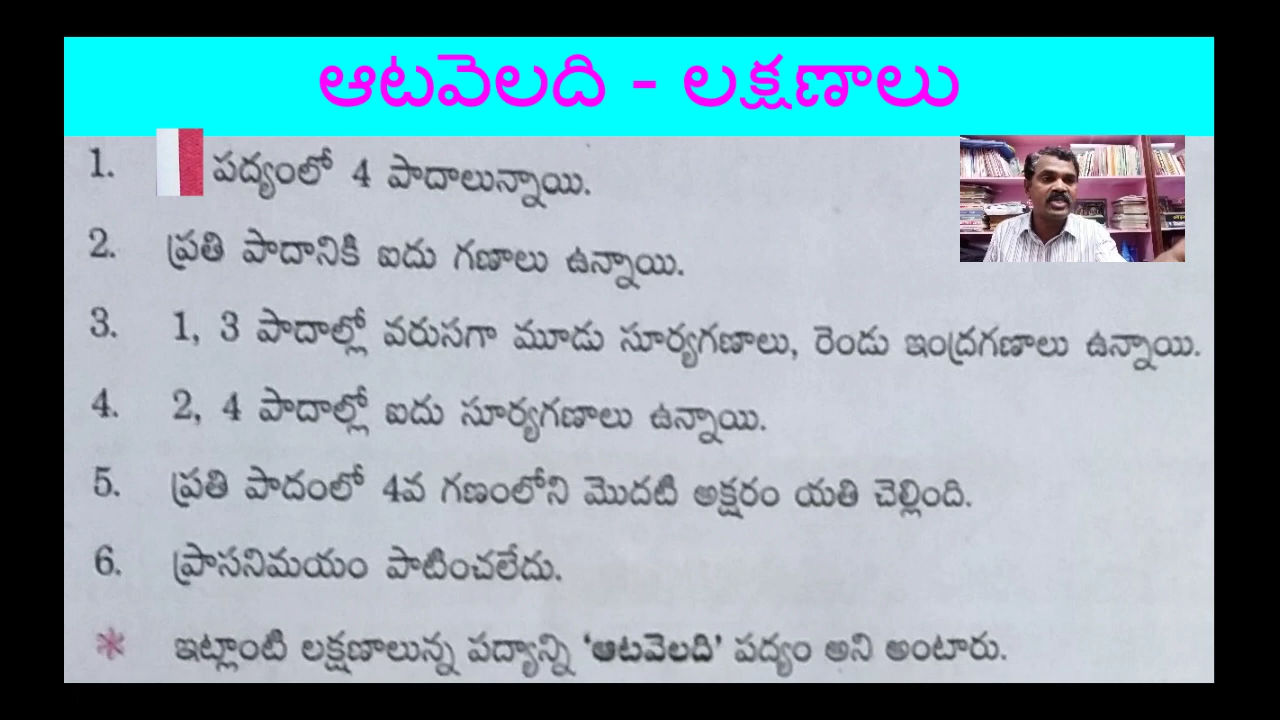 ఆటవెలది - లక్షణాలు
1. పద్యంలో 4 పాదాలున్నాయి.
2. ప్రతి పాదానికి ఐదు గణాలు ఉన్నాయి.
3. 1, 3 పాదాల్లో వరుసగా మూడు సూర్యగణాలు, రెండు ఇంద్రగణాలు ఉన్నాయి.
4. 2, 4 పాదాల్లో ఐదు సూర్యగణాలు ఉన్నాయి.
5. ప్రతి పాదంలో 4వ గణంలోని మొదటి అక్షరం యతి చెల్లింది.
6. ప్రాసనిమయం పాటించలేదు.
* ఇట్లాంటి లక్షణాలున్న పద్యాన్ని ‘ఆటవెలది’ పద్యం అని అంటారు.